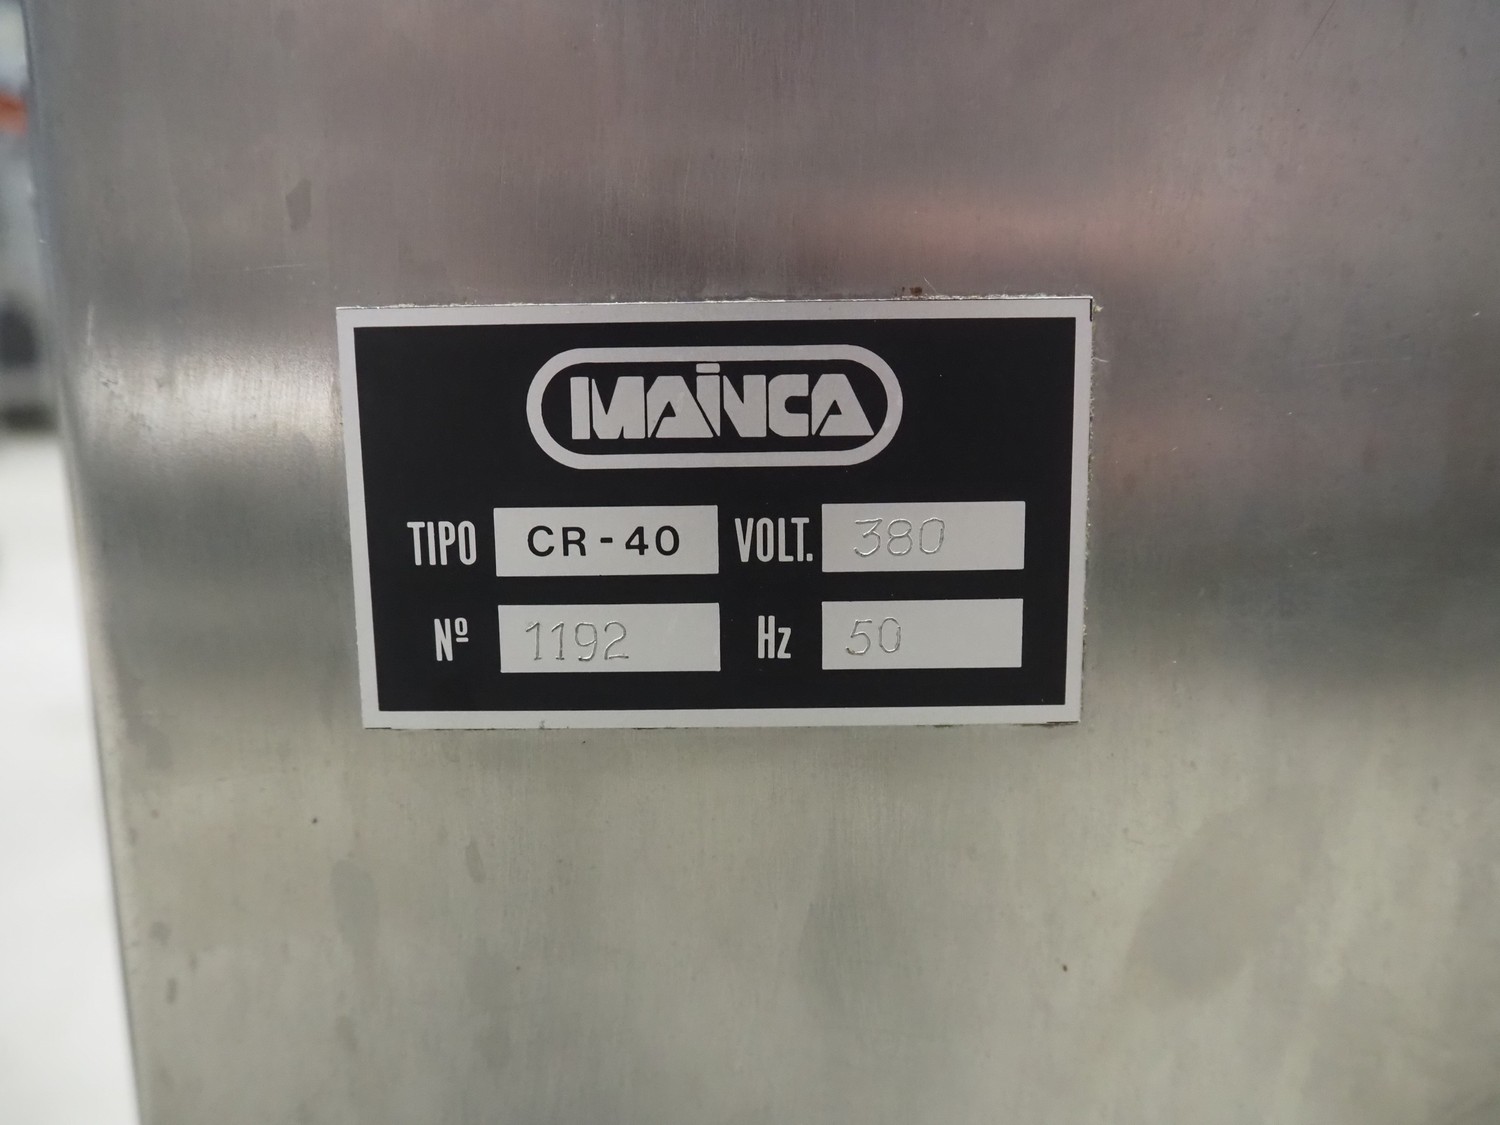 MAINCA
TIPO CR-40 VOLT. 380
Nº 1192 Hz 50